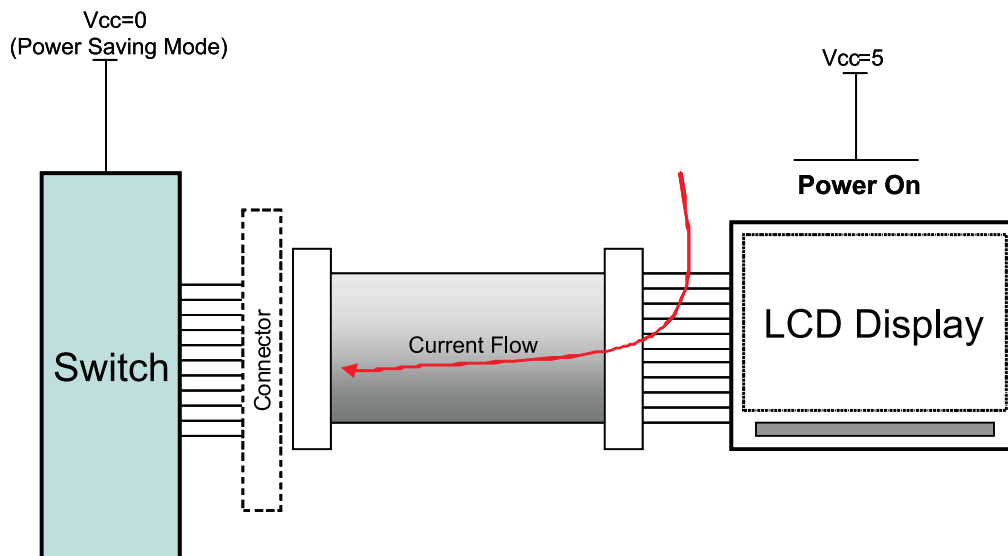 Vcc=0
(Power Saving Mode)
Vcc=5
Power On
Switch
Connector
Current Flow
LCD Display